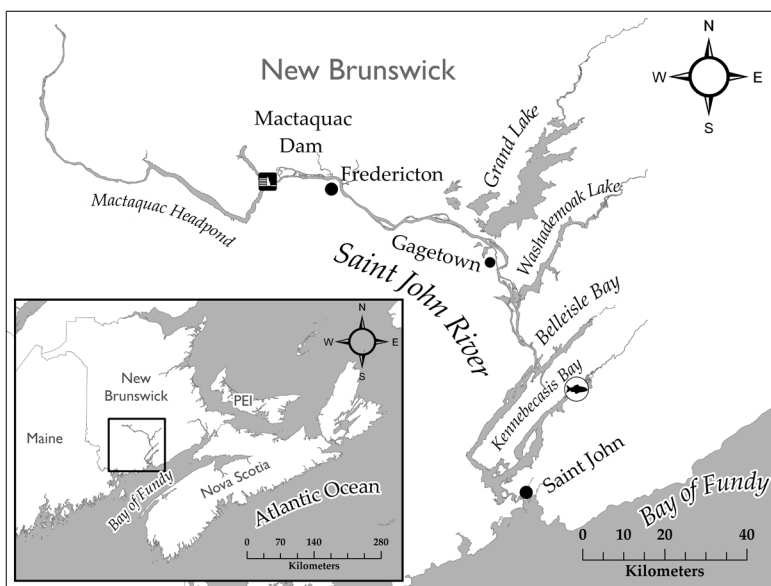 N
W E
S
New Brunswick
Mactaquac
Dam
Fredericton
Grand Lake
Mactaquac Headpond
Washademoak Lake
Gagetown
Saint John River
Belleisle Bay
Kennebecasis Bay
Saint John
Bay of Fundy
0 10 20 40
Kilometers
N
W E
S
New
Brunswick
PEI
Maine
Nova Scotia
Bay of Fundy
Atlantic Ocean
0 70 140 280
Kilometers